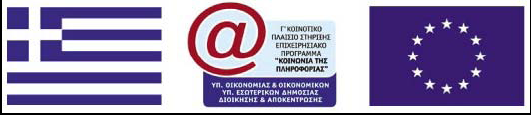 @
Γ' ΚΟΙΝΟΤΙΚΟ
ΠΛΑΙΣΙΟ ΣΤΗΡΙΞΗΣ
ΕΠΙΧΕΙΡΗΣΙΑΚΟ
ΠΡΟΓΡΑΜΜΑ
"ΚΟΙΝΩΝΙΑ ΤΗΣ
ΠΛΗΡΟΦΟΡΙΑΣ"
ΥΠ. ΟΙΚΟΝΟΜΙΑΣ & ΟΙΚΟΝΟΜΙΚΩΝ
ΥΠ. ΕΣΩΤΕΡΙΚΩΝ ΔΗΜΟΣΙΑΣ
ΔΙΟΙΚΗΣΗΣ & ΑΠΟΚΕΝΤΡΩΣΗΣ